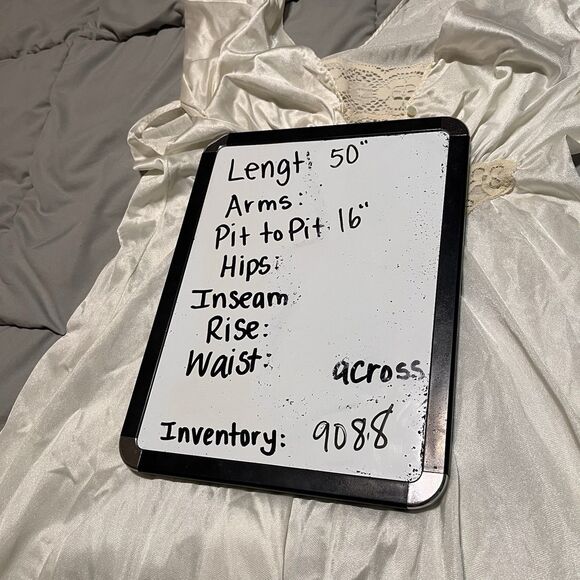 Lengt: 50"
Arms:
Pit to Pit 16"
Hips:
Inseam
Rise:
Waist: across
Inventory: 9088